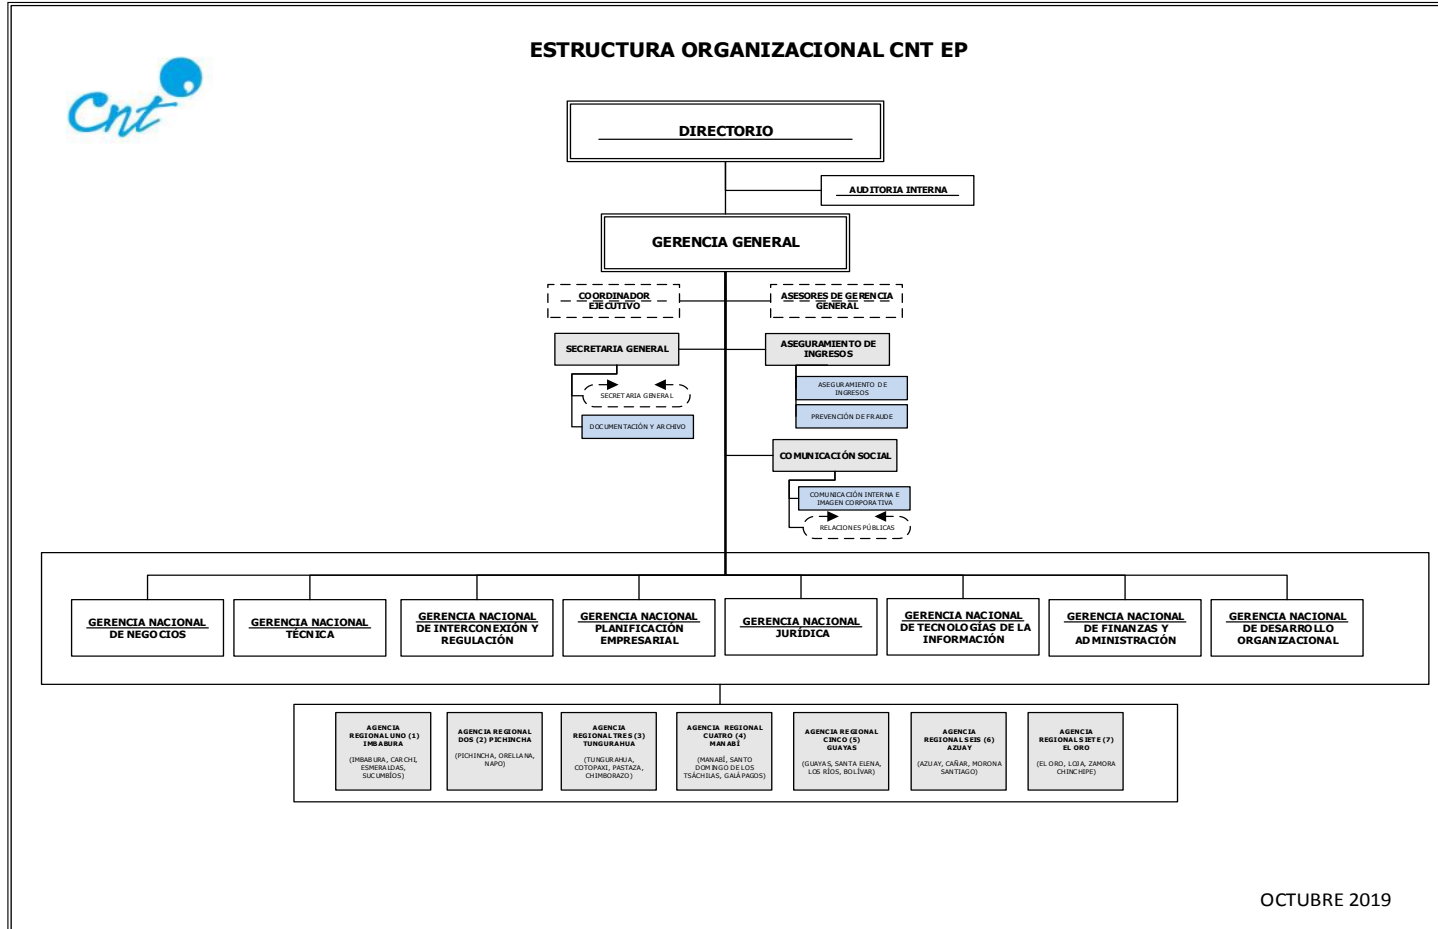 ESTRUCTURA ORGANIZACIONAL CNT EP
Cnt
DIRECTORIO
AUDITORIA INTERNA
GERENCIA GENERAL
COORDINADOR
EJECUTIVO
ASESORES DE GERENCIA
GENERAL
SECRETARIA GENERAL
ASEGURAMIENTO DE
INGRESOS
SECRETARIA GENERAL
DOCUMENTACIÓN Y ARCHIVO
ASEGURAMIENTO DE
INGRESOS
PREVENCIÓN DE FRAUDE
COMUNICACIÓN SOCIAL
COMUNICACIÓN INTERNA E
IMAGEN CORPORATIVA
RELACIONES PÚBLICAS
GERENCIA NACIONAL
DE NEGOCIOS
GERENCIA NACIONAL
TÉCNICA
GERENCIA NACIONAL
DE INTERCONEXIÓN Y
REGULACIÓN
GERENCIA NACIONAL
PLANIFICACIÓN
EMPRESARIAL
GERENCIA NACIONAL
JURÍDICA
GERENCIA NACIONAL
DE TECNOLOGÍAS DE LA
INFORMACIÓN
GERENCIA NACIONAL
DE FINANZAS Y
ADMINISTRACIÓN
GERENCIA NACIONAL
DE DESARROLLO
ORGANIZACIONAL
AGENCIA
REGIONAL UNO (1)
IMBABURA
(IMBABURA, CARCHI,
ESMERALDAS,
SUCUMBÍOS)
AGENCIA REGIONAL
DOS (2) PICHINCHA
(PICHINCHA, ORELLANA,
NAPO)
AGENCIA
REGIONAL TRES (3)
TUNGURAHUA
(TUNGURAHUA,
COTOPAXI, PASTAZA,
CHIMBORAZO)
AGENCIA REGIONAL
CUATRO (4)
MANABÍ
(MANABÍ, SANTO
DOMINGO DE LOS
TSÁCHILAS, GALÁPAGOS)
AGENCIA REGIONAL
CINCO (5)
GUAYAS
(GUAYAS, SANTA ELENA,
LOS RÍOS, BOLÍVAR)
AGENCIA
REGIONAL SEIS (6)
AZUAY
(AZUAY, CAÑAR, MORONA
SANTIAGO)
AGENCIA
REGIONAL SIETE (7)
EL ORO
(EL ORO, LOJA, ZAMORA
CHINCHIPE)
OCTUBRE 2019